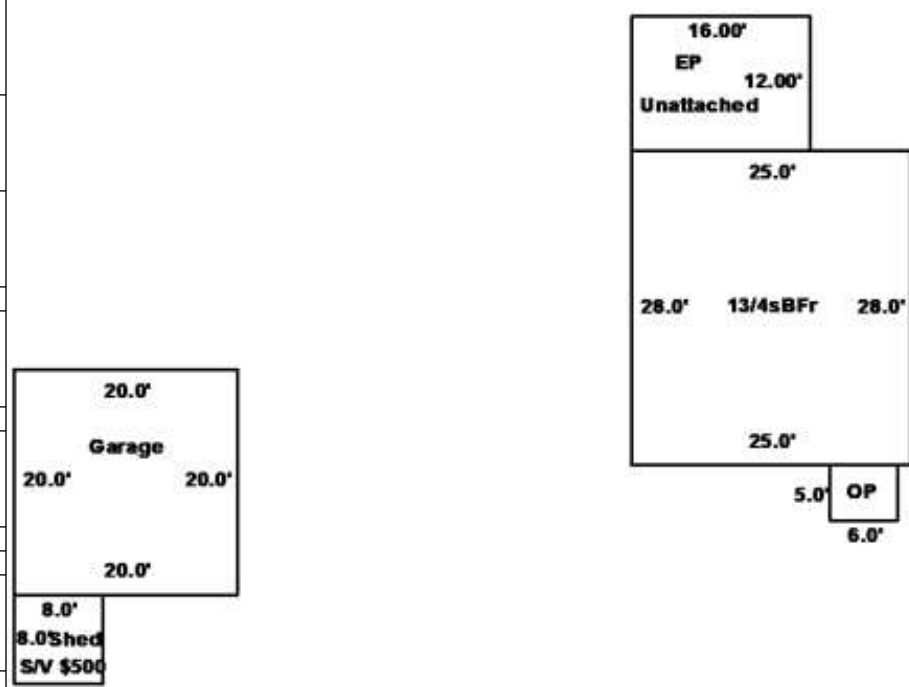 16.00'
EP
12.00'
Unattached
25.0'
28.0' 13/4sBFr 28.0'
25.0'
5.0' OP
6.0'
20.0'
Garage
20.0' 20.0'
20.0'
8.0'
8.0' Shed
S/V $500